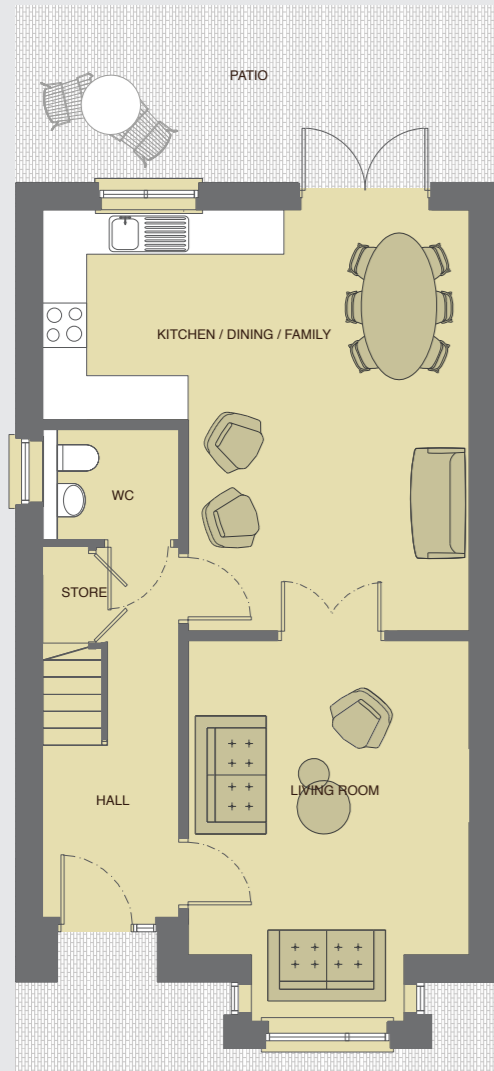 PATIO
KITCHEN / DINING / FAMILY
WC
STORE
HALL
LIVING ROOM